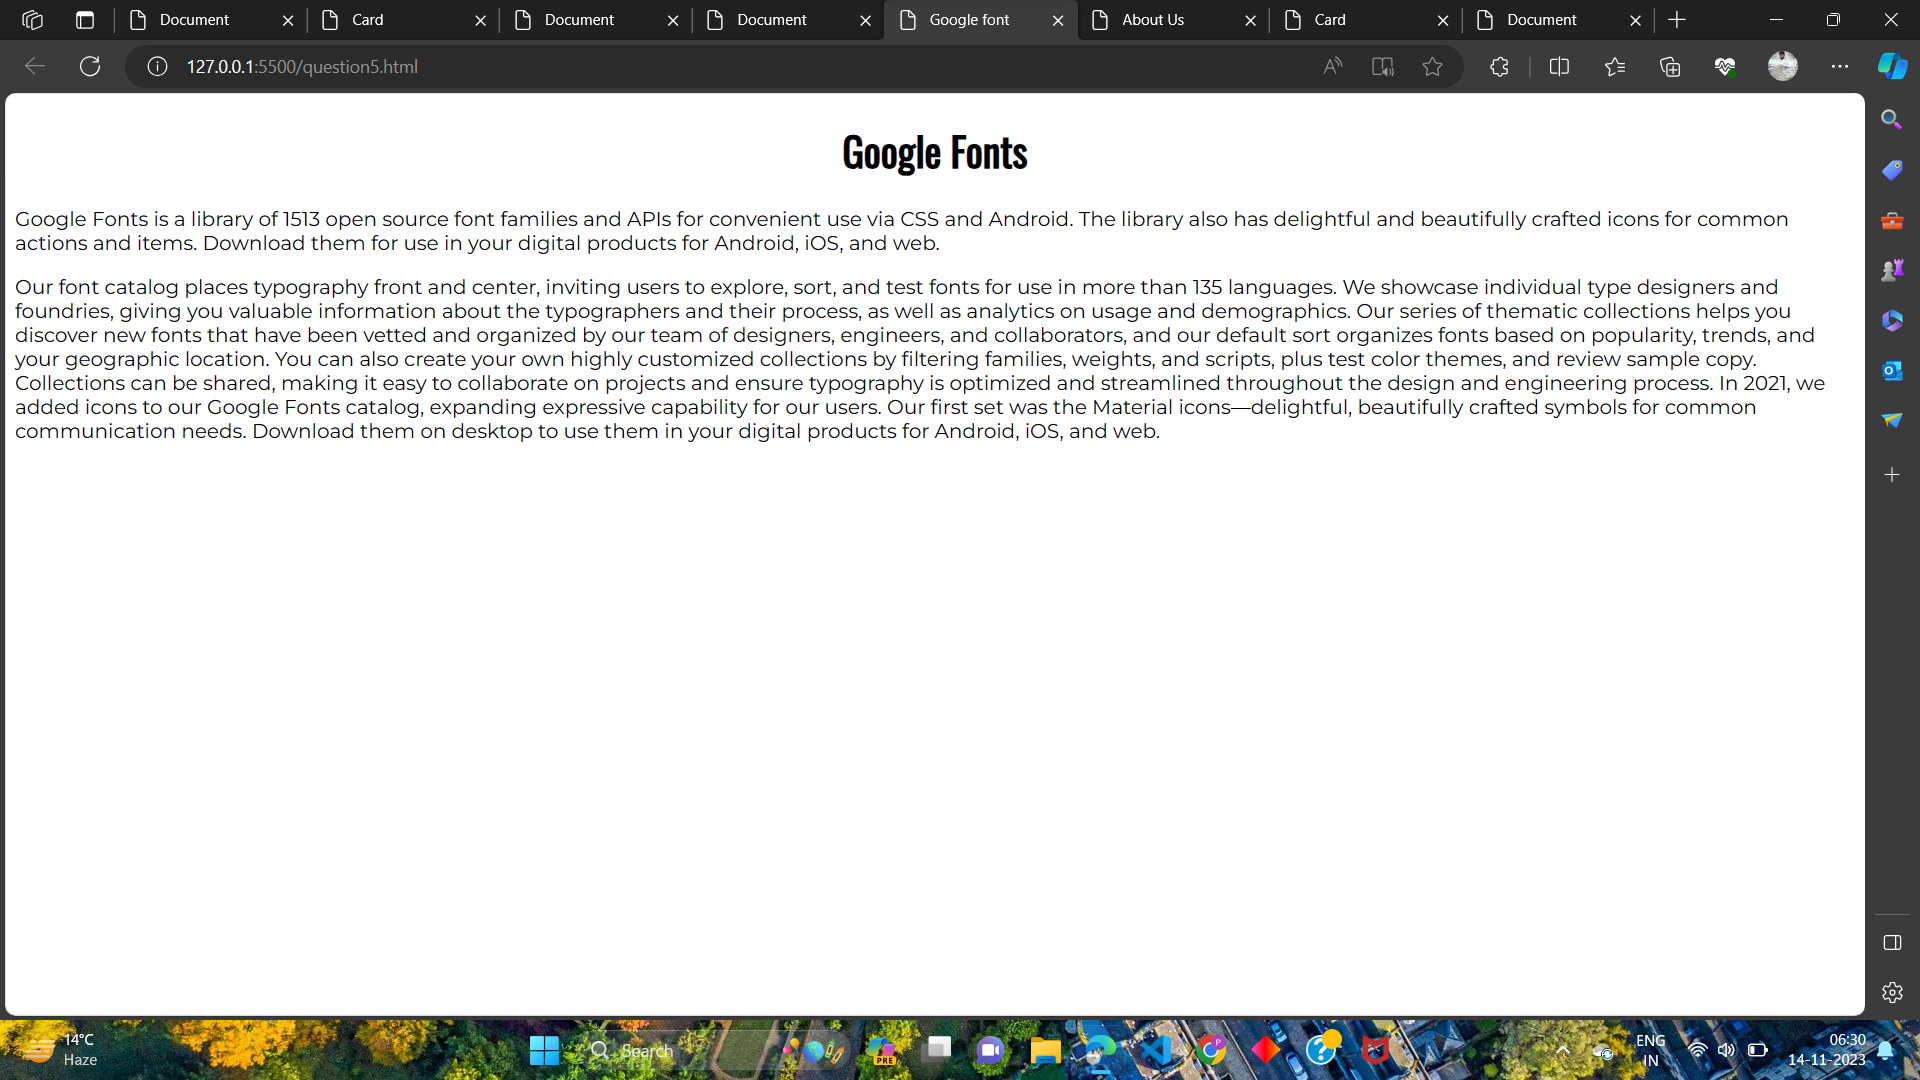 Document
Card
Document
Document
Google font
About Us
Card
Document
127.0.0.1:5500/question5.html
Google Fonts
Google Fonts is a library of 1513 open source font families and APIs for convenient use via CSS and Android. The library also has delightful and beautifully crafted icons for common
actions and items. Download them for use in your digital products for Android, iOS, and web.
Our font catalog places typography front and center, inviting users to explore, sort, and test fonts for use in more than 135 languages. We showcase individual type designers and
foundries, giving you valuable information about the typographers and their process, as well as analytics on usage and demographics. Our series of thematic collections helps you
discover new fonts that have been vetted and organized by our team of designers, engineers, and collaborators, and our default sort organizes fonts based on popularity, trends, and
your geographic location. You can also create your own highly customized collections by filtering families, weights, and scripts, plus test color themes, and review sample copy.
Collections can be shared, making it easy to collaborate on projects and ensure typography is optimized and streamlined throughout the design and engineering process. In 2021, we
added icons to our Google Fonts catalog, expanding expressive capability for our users. Our first set was the Material icons—delightful, beautifully crafted symbols for common
communication needs. Download them on desktop to use them in your digital products for Android, iOS, and web.
14°C
Haze
Search
PRE
P
ENG
IN
06:30
14-11-2023